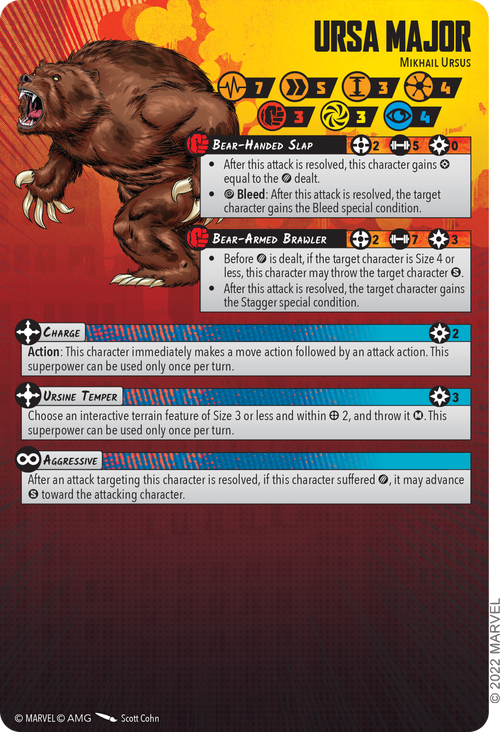 URSA MAJOR
Mikhail Ursus
7 5 3 4
3 3 4
Bear-Handed Slap 2 5 0
• After this attack is resolved, this character gains
equal to the dealt.
• Bleed: After this attack is resolved, the target
character gains the Bleed special condition.
Bear-Armed Brawler 2 7 3
• Before is dealt, if the target character is Size 4 or
less, this character may throw the target character S.
• After this attack is resolved, the target character gains
the Stagger special condition.
Charge 2
Action: This character immediately makes a move action followed by an attack action. This
superpower can be used only once per turn.
Ursine Temper 3
Choose an interactive terrain feature of Size 3 or less and within 2, and throw it M. This
superpower can be used only once per turn.
Aggressive
After an attack targeting this character is resolved, if this character suffered , it may advance
S toward the attacking character.
© MARVEL © AMG Scott Cohn
© 2022 MARVEL